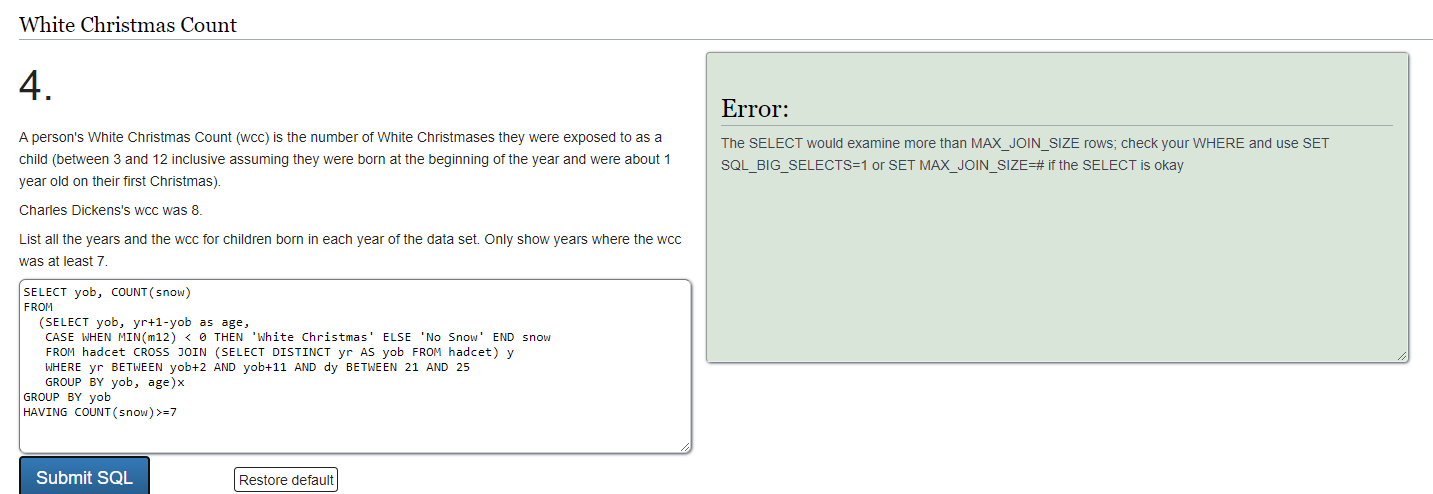 White Christmas Count
4.
A person's White Christmas Count (wcc) is the number of White Christmases they were exposed to as a
child (between 3 and 12 inclusive assuming they were born at the beginning of the year and were about 1
year old on their first Christmas).
Charles Dickens's wcc was 8.
List all the years and the wcc for children born in each year of the data set. Only show years where the wcc
was at least 7.
SELECT yob, COUNT(snow)
FROM
(SELECT yob, yr+1-yob as age,
CASE WHEN MIN(m12) < 0 THEN 'White Christmas' ELSE 'No Snow' END snow
FROM hadcet CROSS JOIN (SELECT DISTINCT yr AS yob FROM hadcet) y
WHERE yr BETWEEN yob+2 AND yob+11 AND dy BETWEEN 21 AND 25
GROUP BY yob, age)x
GROUP BY yob
HAVING COUNT(snow)>=7
Submit SQL
Restore default
Error:
The SELECT would examine more than MAX_JOIN_SIZE rows; check your WHERE and use SET
SQL_BIG_SELECTS=1 or SET MAX_JOIN_SIZE=# if the SELECT is okay